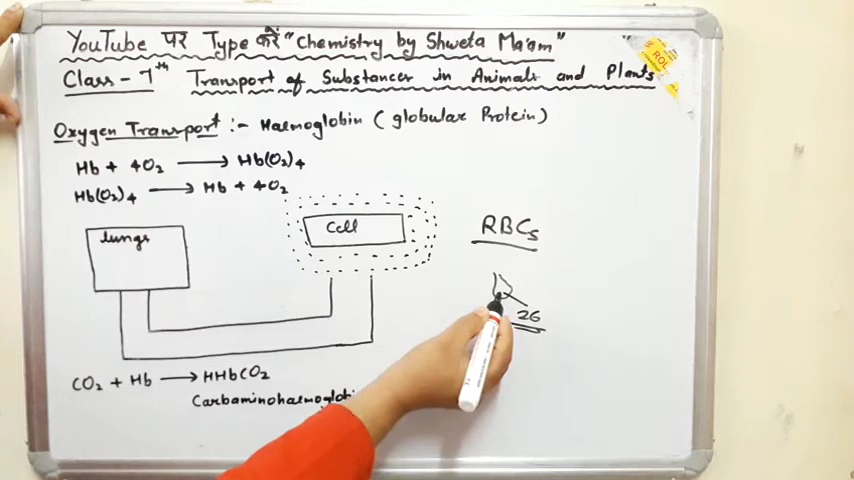 YouTube पर Type करें "Chemistry by Shweta Ma'am"
Class - 7th Transport of Substances in Animals and Plants
Oxygen Transport :- Haemoglobin (globular Protein)
Hb + 4O₂ ⟶ Hb(O₂)₄
Hb(O₂)₄ ⟶ Hb + 4O₂
lungs
Cell
RBCs
26
CO₂ + Hb ⟶ HHbCO₂